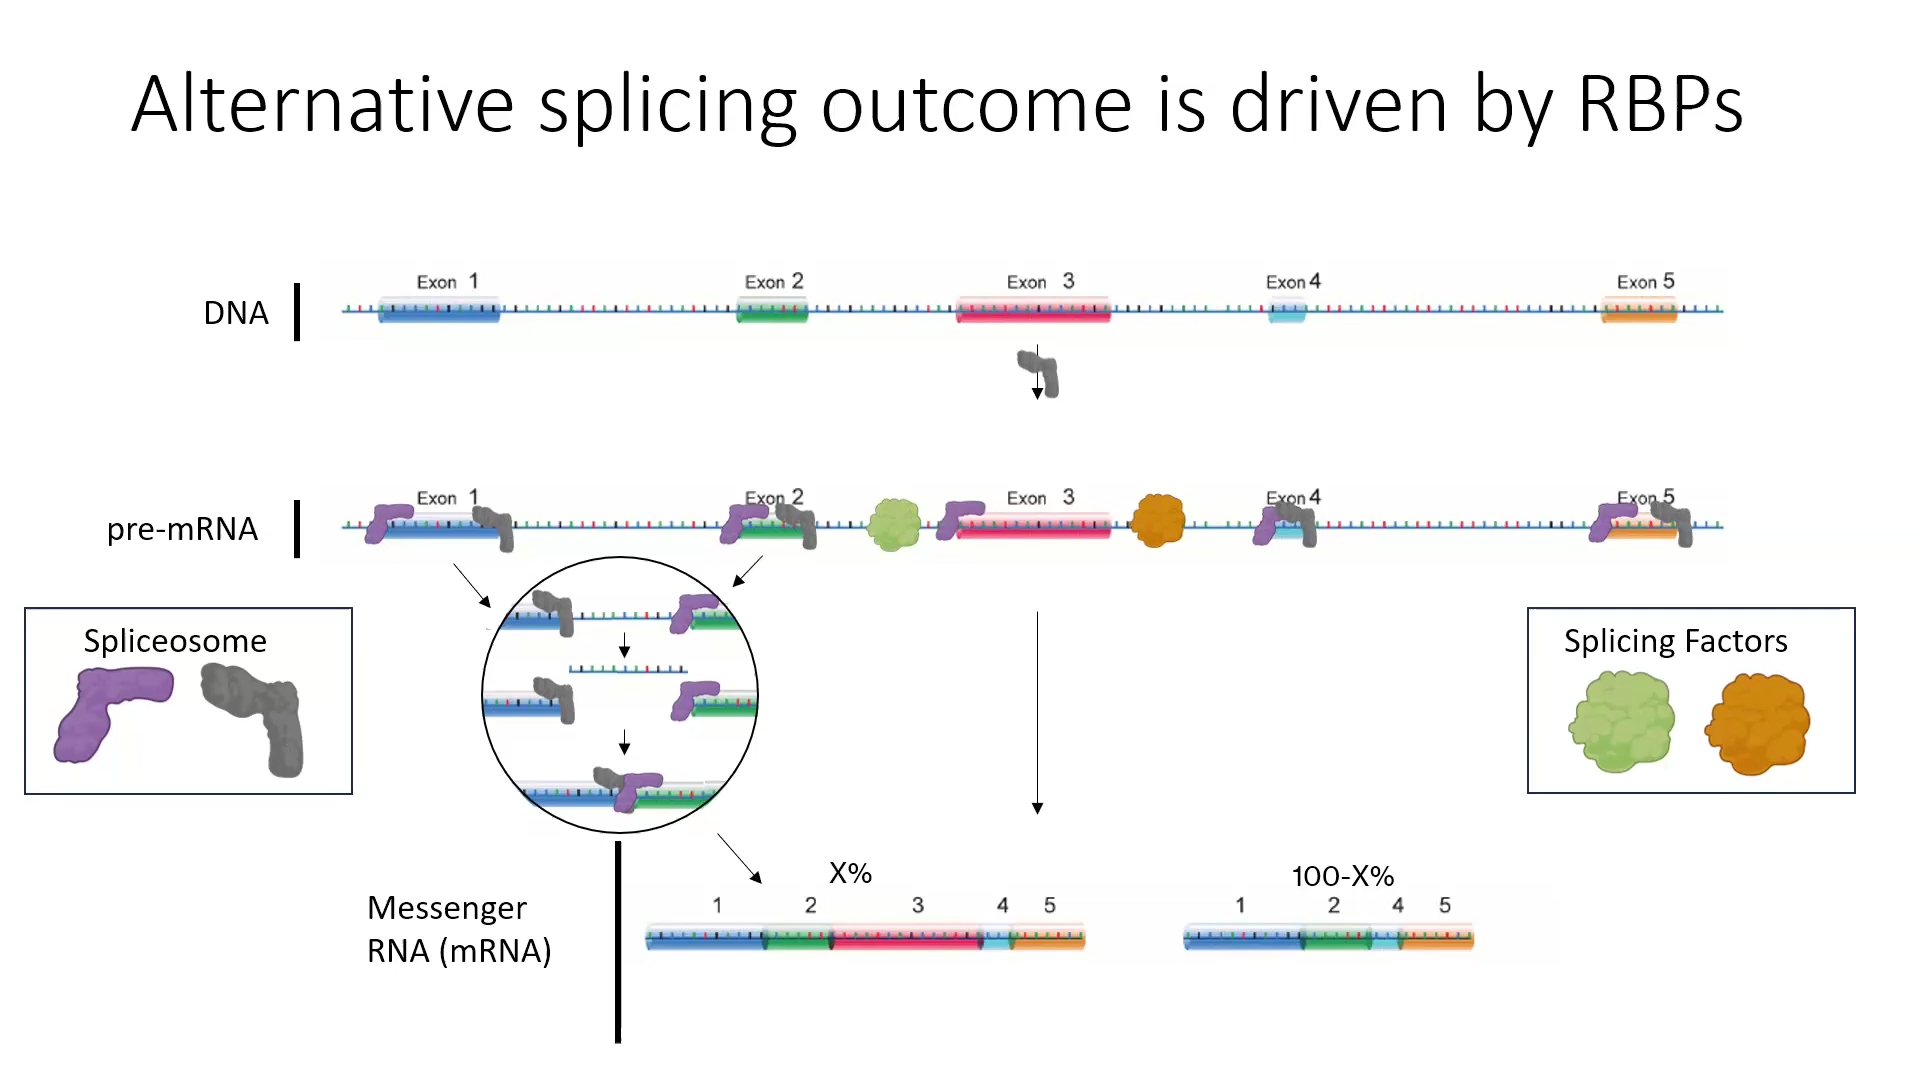 Alternative splicing outcome is driven by RBPs
DNA
Exon 1
Exon 2
Exon 3
Exon 4
Exon 5
pre-mRNA
Exon 1
Exon 2
Exon 3
Exon 4
Exon 5
Spliceosome
Splicing Factors
Messenger
RNA (mRNA)
X%
1 2 3 4 5
100-X%
1 2 4 5